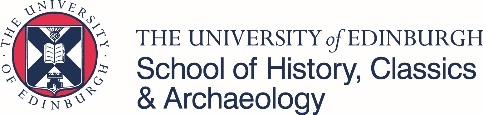 THE UNIVERSITY OF EDINBURGH
THE UNIVERSITY of EDINBURGH
School of History, Classics
& Archaeology